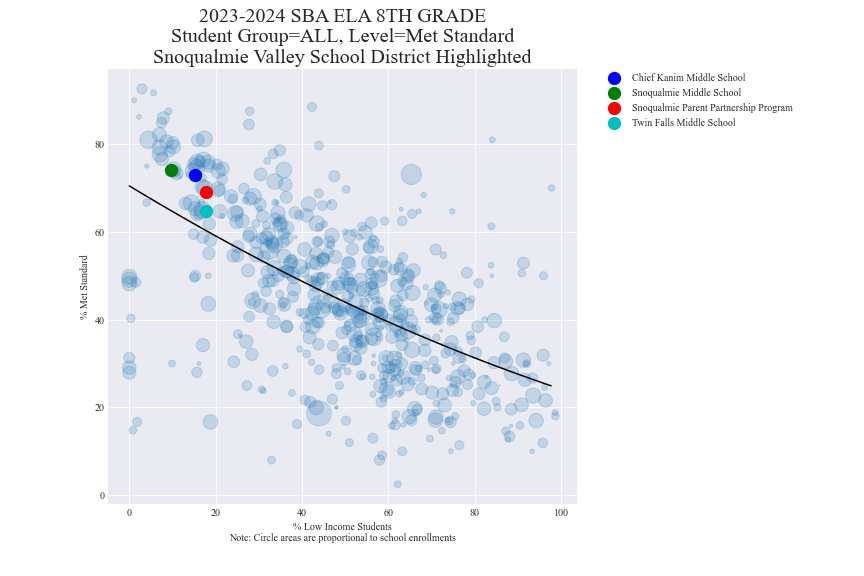 2023-2024 SBA ELA 8TH GRADE
Student Group=ALL, Level=Met Standard
Snoqualmie Valley School District Highlighted
Chief Kanim Middle School
Snoqualmie Middle School
Snoqualmie Parent Partnership Program
Twin Falls Middle School
% Met Standard
80
60
40
20
0
0 20 40 60 80 100
% Low Income Students
Note: Circle areas are proportional to school enrollments